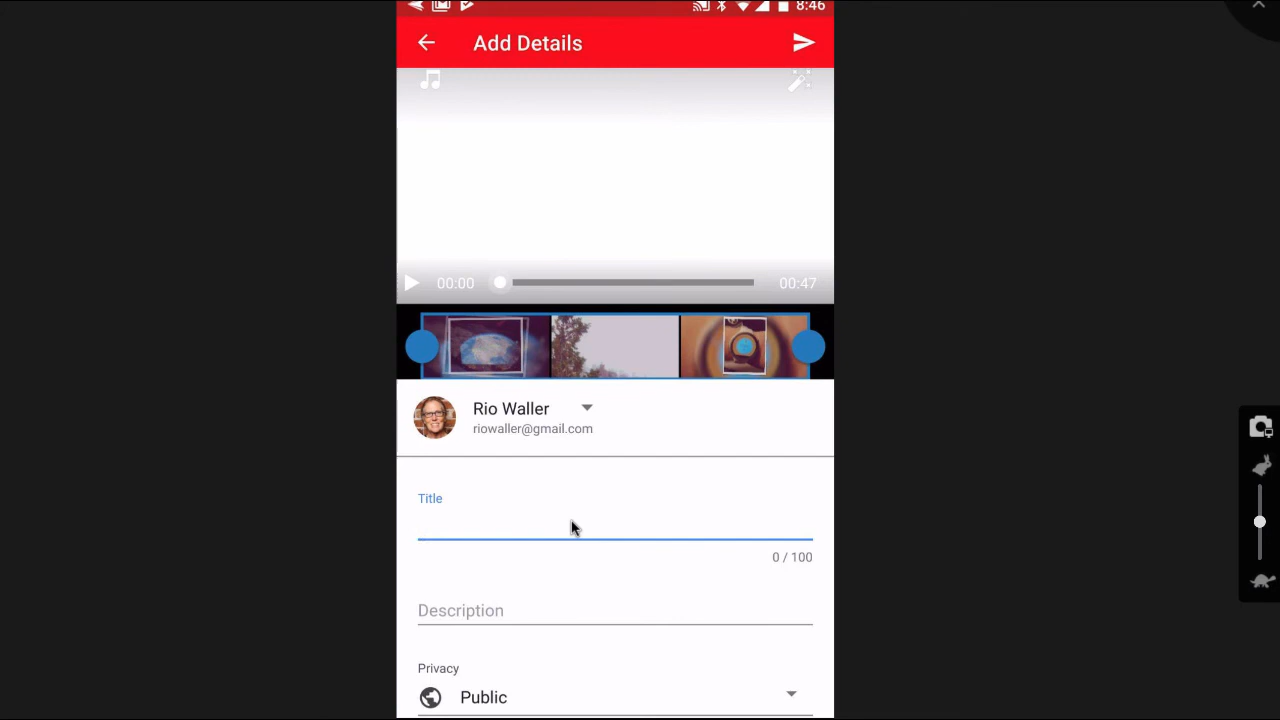 8:46
Add Details
00:00
00:47
Rio Waller
riowaller@gmail.com
Title
0 / 100
Description
Privacy
Public